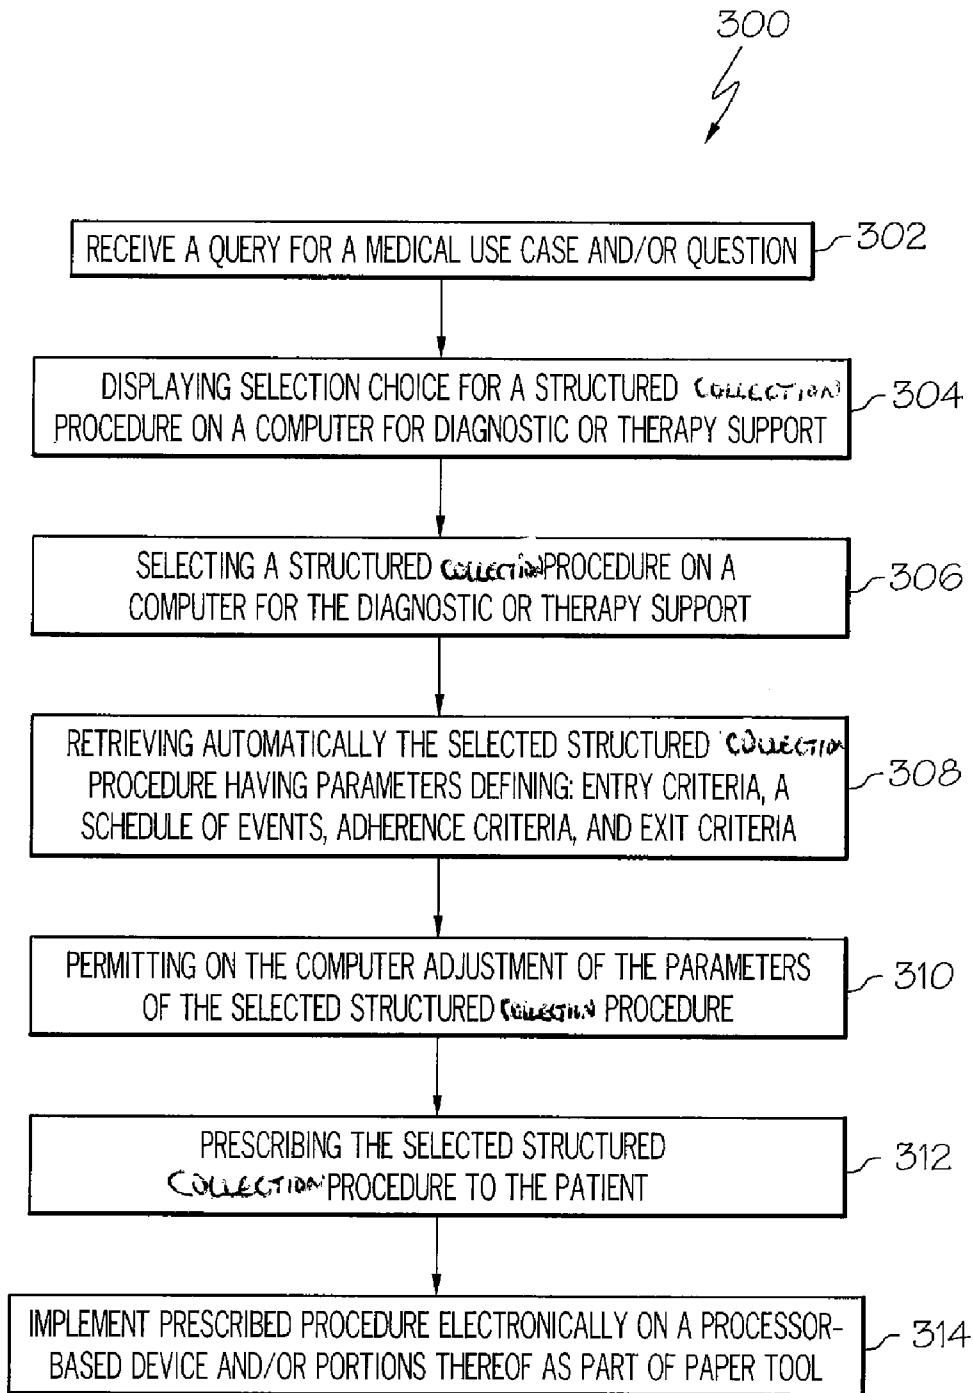 300
RECEIVE A QUERY FOR A MEDICAL USE CASE AND/OR QUESTION
302
DISPLAYING SELECTION CHOICE FOR A STRUCTURED COLLECTION
PROCEDURE ON A COMPUTER FOR DIAGNOSTIC OR THERAPY SUPPORT
304
SELECTING A STRUCTURED COLLECTION PROCEDURE ON A
COMPUTER FOR THE DIAGNOSTIC OR THERAPY SUPPORT
306
RETRIEVING AUTOMATICALLY THE SELECTED STRUCTURED COLLECTION
PROCEDURE HAVING PARAMETERS DEFINING: ENTRY CRITERIA, A
SCHEDULE OF EVENTS, ADHERENCE CRITERIA, AND EXIT CRITERIA
308
PERMITTING ON THE COMPUTER ADJUSTMENT OF THE PARAMETERS
OF THE SELECTED STRUCTURED COLLECTION PROCEDURE
310
PRESCRIBING THE SELECTED STRUCTURED
COLLECTION PROCEDURE TO THE PATIENT
312
IMPLEMENT PRESCRIBED PROCEDURE ELECTRONICALLY ON A PROCESSOR-
BASED DEVICE AND/OR PORTIONS THEREOF AS PART OF PAPER TOOL
314